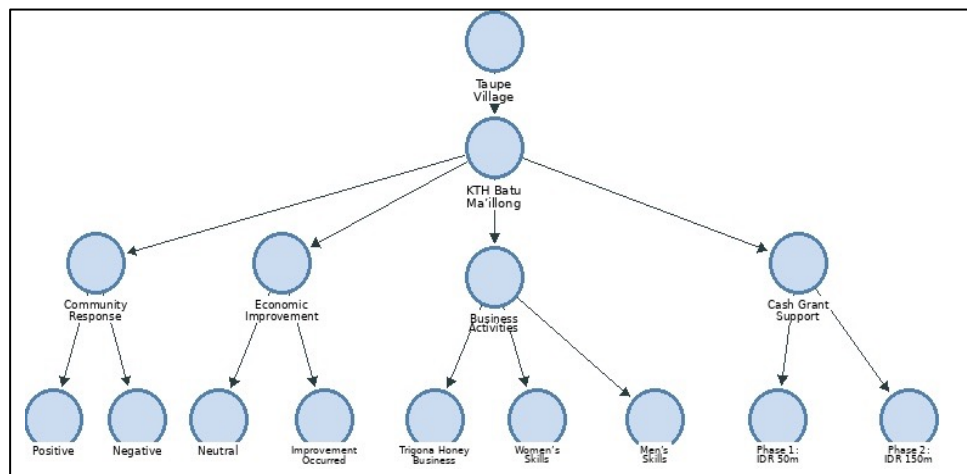 Taupe
Village
KTH Batu
Ma'illong
Community
Response
Economic
Improvement
Business
Activities
Cash Grant
Support
Positive
Negative
Neutral
Improvement
Occurred
Trigona Honey
Business
Women's
Skills
Men's
Skills
Phase 1:
IDR 50m
Phase 2:
IDR 150m